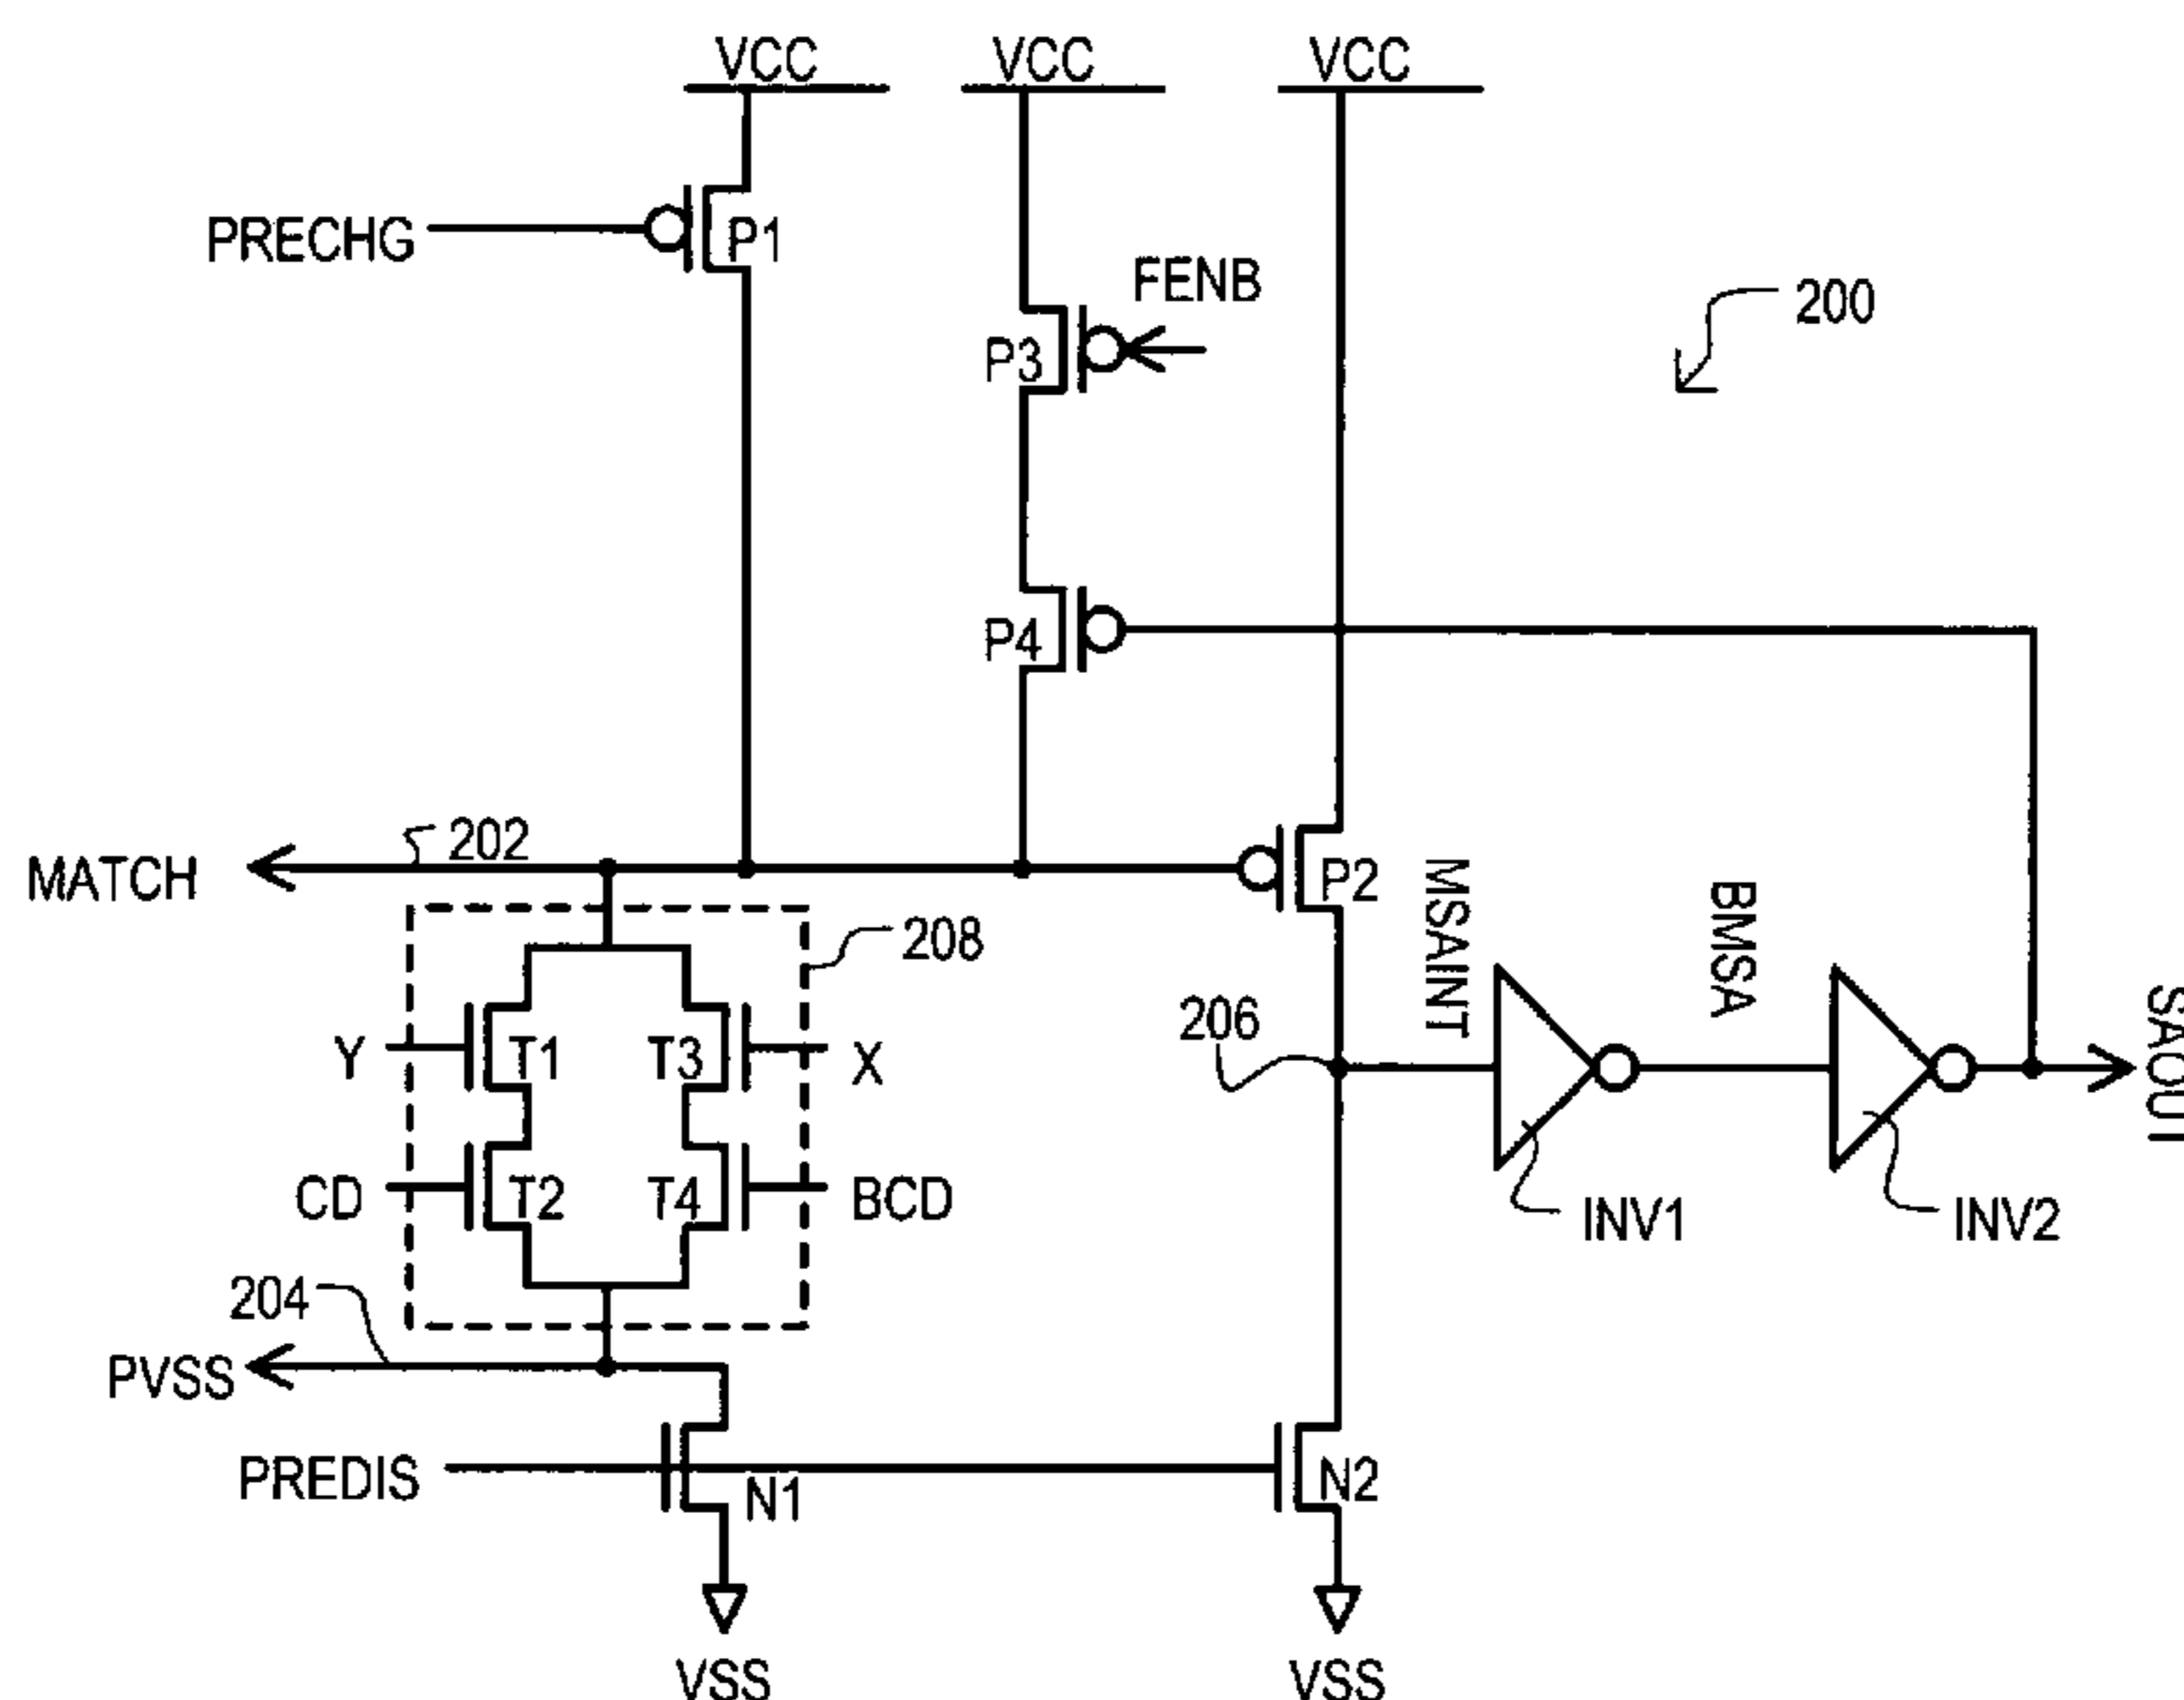 VCC
VCC
VCC
PRECHG
P1
FENB
P3
200
P4
202
MATCH
P2
MSAINT
BMSA
208
SAOUT
206
Y
T1
T3
X
CD
T2
T4
BCD
INV1
INV2
204
PVSS
PREDIS
N1
N2
VSS
VSS